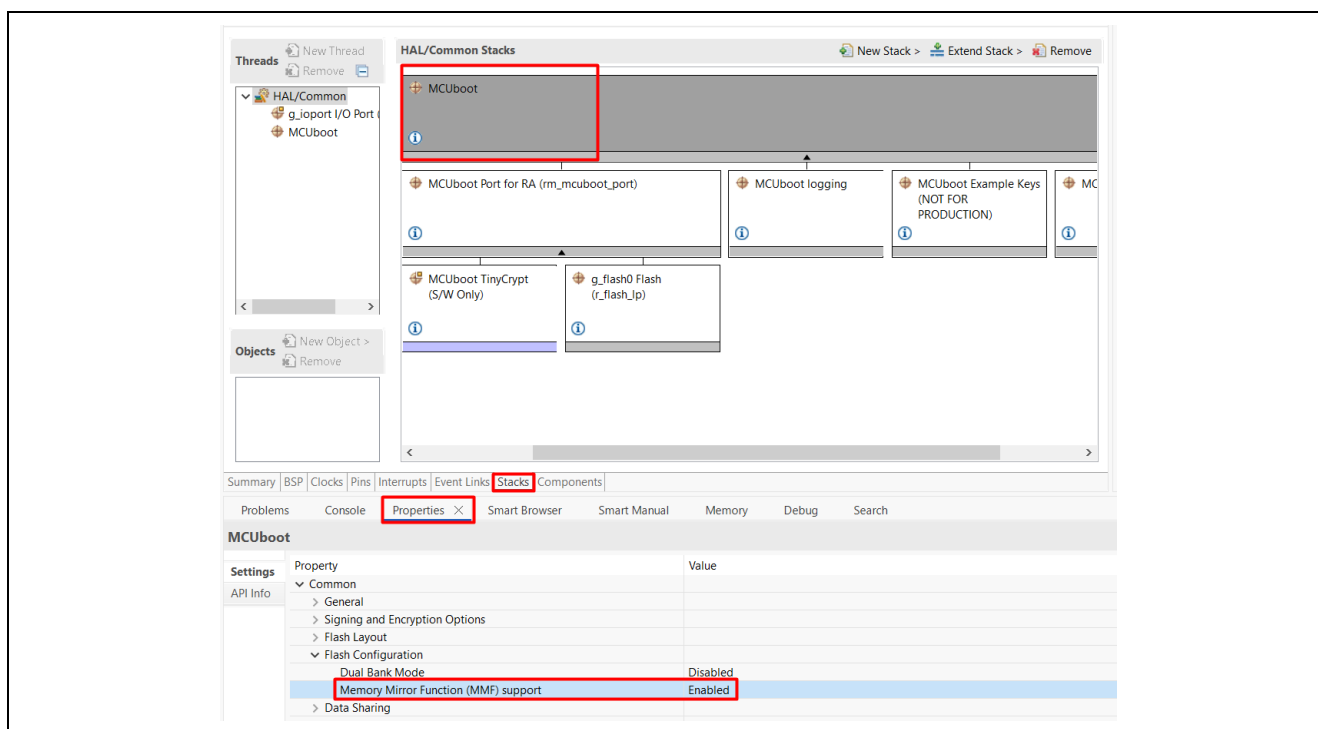 Threads
New Thread
Remove
HAL/Common Stacks
New Stack >
Extend Stack >
Remove
HAL/Common
g_ioport I/O Port (
MCUboot
MCUboot
MCUboot Port for RA (rm_mcuboot_port)
MCUboot logging
MCUboot Example Keys
(NOT FOR
PRODUCTION)
MC
MCUboot TinyCrypt
(S/W Only)
g_flash0 Flash
(r_flash_lp)
Objects
New Object >
Remove
Summary BSP Clocks Pins Interrupts Event Links Stacks Components
Problems Console Properties Smart Browser Smart Manual Memory Debug Search
MCUboot
Settings
API Info
Property Value
Common
General
Signing and Encryption Options
Flash Layout
Flash Configuration
Dual Bank Mode Disabled
Memory Mirror Function (MMF) support Enabled
Data Sharing